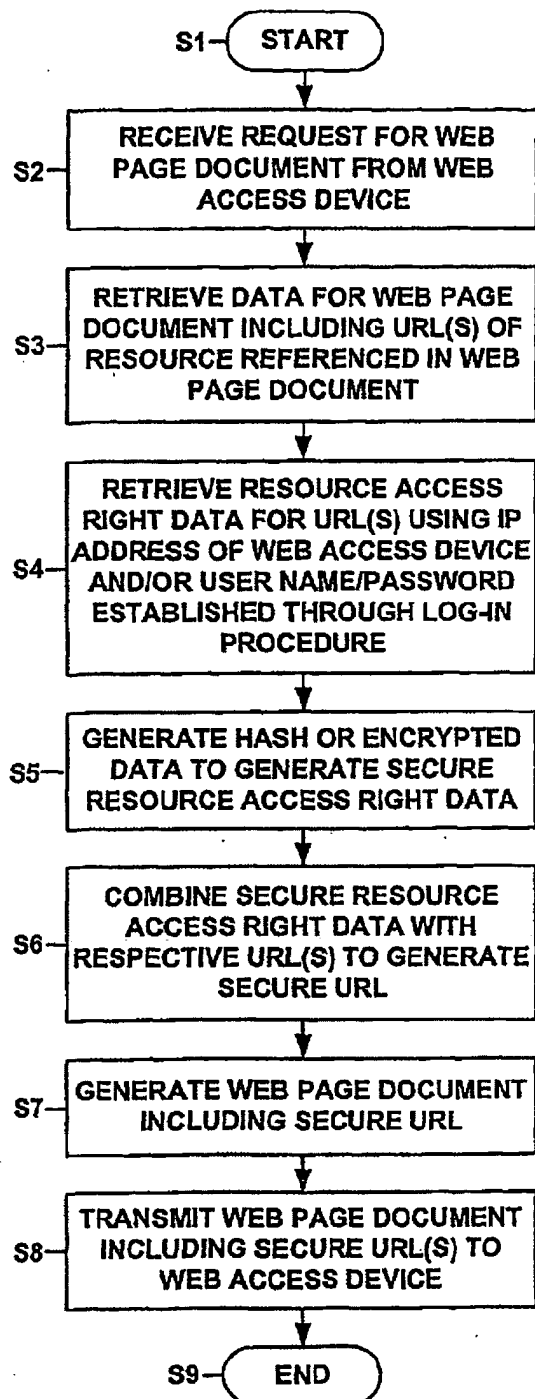 S1 START
RECEIVE REQUEST FOR WEB
S2 PAGE DOCUMENT FROM WEB
ACCESS DEVICE
RETRIEVE DATA FOR WEB PAGE
DOCUMENT INCLUDING URL(S) OF
S3 RESOURCE REFERENCED IN WEB
PAGE DOCUMENT
RETRIEVE RESOURCE ACCESS
RIGHT DATA FOR URL(S) USING IP
ADDRESS OF WEB ACCESS DEVICE
S4 AND/OR USER NAME/PASSWORD
ESTABLISHED THROUGH LOG-IN
PROCEDURE
GENERATE HASH OR ENCRYPTED
S5 DATA TO GENERATE SECURE
RESOURCE ACCESS RIGHT DATA
COMBINE SECURE RESOURCE
ACCESS RIGHT DATA WITH
S6 RESPECTIVE URL(S) TO GENERATE
SECURE URL
S7 GENERATE WEB PAGE DOCUMENT
INCLUDING SECURE URL
TRANSMIT WEB PAGE DOCUMENT
S8 INCLUDING SECURE URL(S) TO
WEB ACCESS DEVICE
S9 END